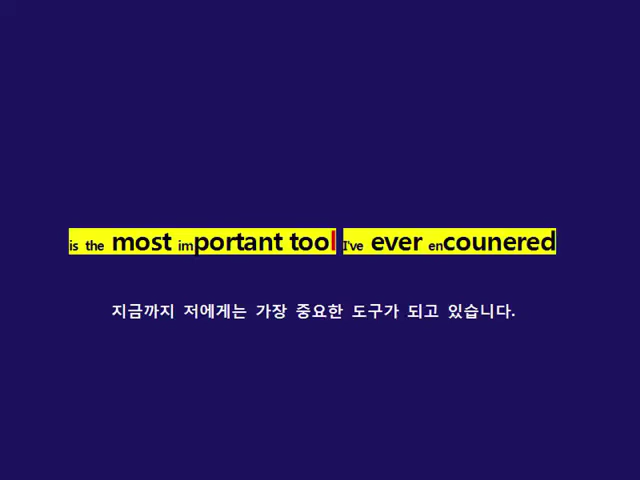 is the most important tool I've ever encounered
지금까지 저에게는 가장 중요한 도구가 되고 있습니다.